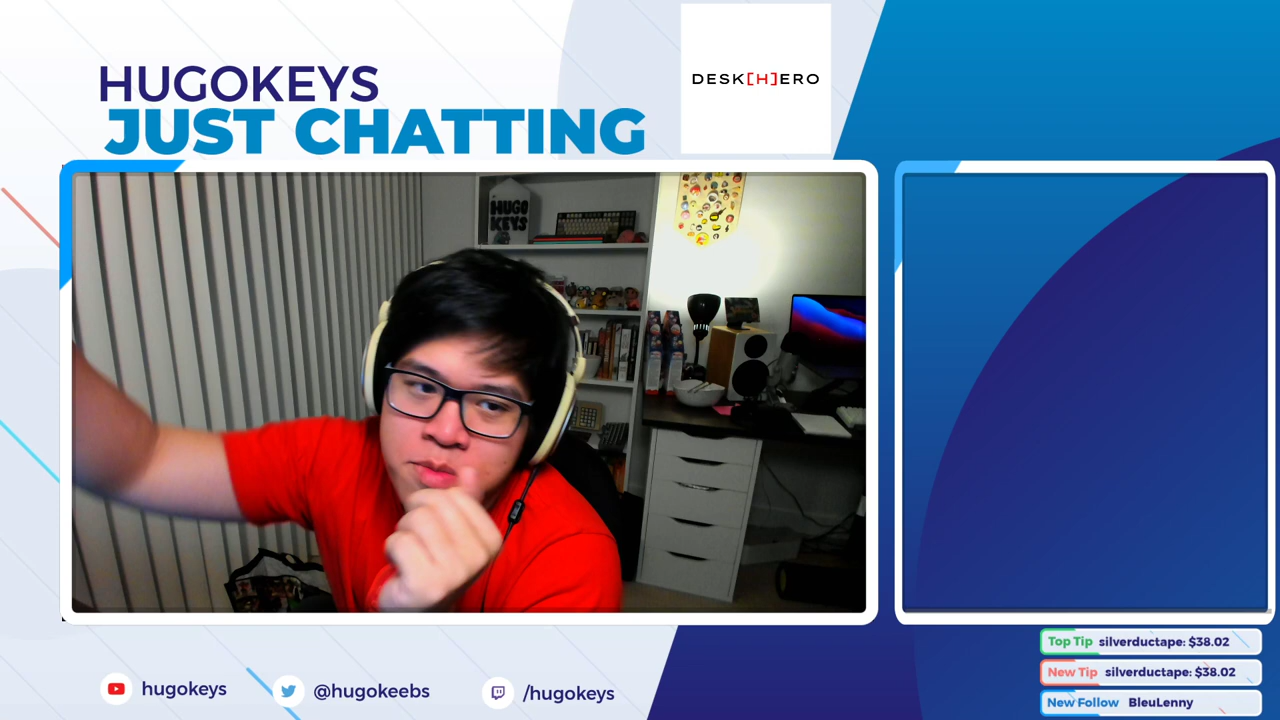 HUGOKEYS
JUST CHATTING
DESK[H]ERO
HUGO
KEYS
hugokeys
@hugokeebs
/hugokeys
Top Tip silverductape: $38.02
New Tip silverductape: $38.02
New Follow BleuLenny